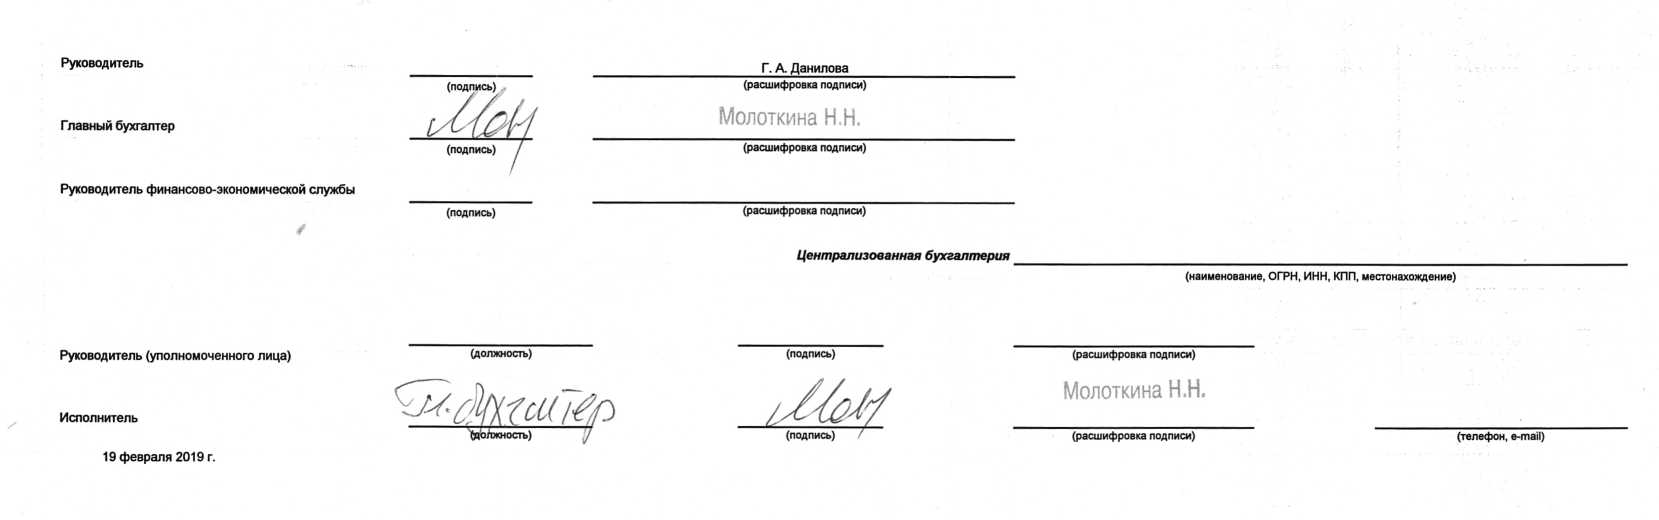 Руководитель Г. А. Данилова
(подпись) (расшифровка подписи)
Главный бухгалтер Молоткина Н.Н.
(подпись) (расшифровка подписи)
Руководитель финансово-экономической службы
(подпись) (расшифровка подписи)
Централизованная бухгалтерия
(наименование, ОГРН, ИНН, КПП, местонахождение)
Руководитель (уполномоченного лица)
(должность) (подпись) (расшифровка подписи)
Исполнитель Гл. бухгалтер Молоткина Н.Н.
(должность) (подпись) (расшифровка подписи) (телефон, e-mail)
19 февраля 2019 г.